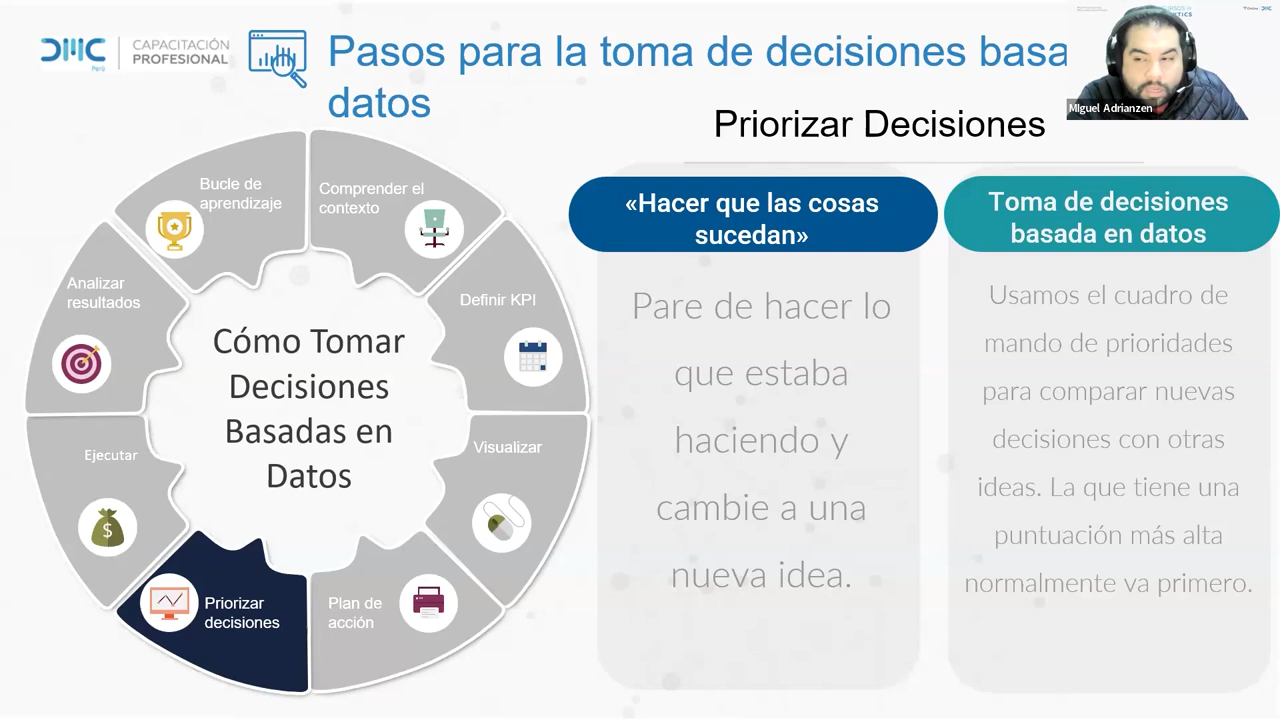 DMC
Perú
CAPACITACIÓN
PROFESIONAL
Pasos para la toma de decisiones basa
datos
Miguel Adrianzen
Priorizar Decisiones
Bucle de
aprendizaje
Comprender el
contexto
Analizar
resultados
Definir KPI
Cómo Tomar
Decisiones
Basadas en
Datos
Ejecutar
Visualizar
Priorizar
decisiones
Plan de
acción
$
«Hacer que las cosas
sucedan»
Pare de hacer lo
que estaba
haciendo y
cambie a una
nueva idea.
Toma de decisiones
basada en datos
Usamos el cuadro de
mando de prioridades
para comparar nuevas
decisiones con otras
ideas. La que tiene una
puntuación más alta
normalmente va primero.